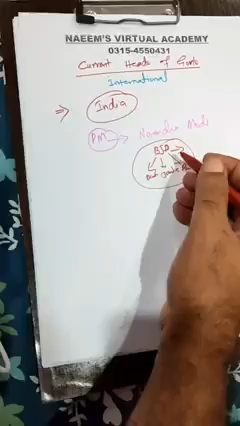 NAEEM'S VIRTUAL ACADEMY
0315-4550431
Current Heads of Govts
International
⇒ India
PM → Narendra Modi
BJP →